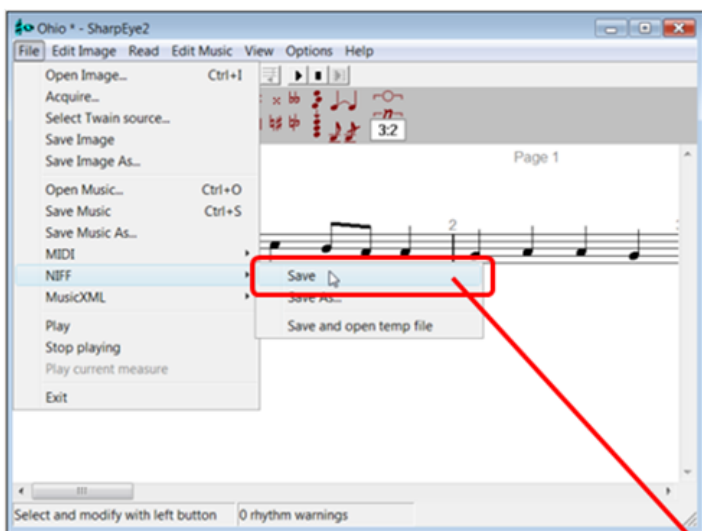 Ohio * - SharpEye2
File Edit Image Read Edit Music View Options Help
Open Image... Ctrl+I
Acquire...
Select Twain source...
Save Image
Save Image As...
Open Music... Ctrl+O
Save Music Ctrl+S
Save Music As...
MIDI
NIFF
MusicXML
Play
Stop playing
Play current measure
Exit
Save
Save As...
Save and open temp file
n
3:2
Page 1
2
Select and modify with left button 0 rhythm warnings